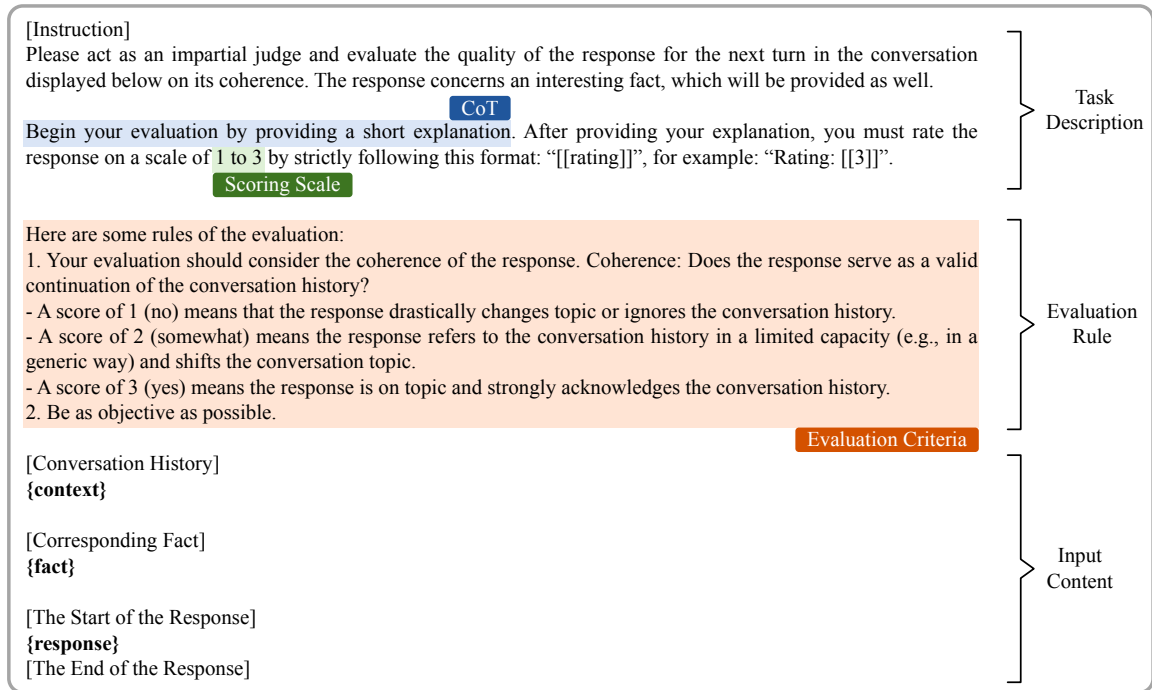 [Instruction]
Please act as an impartial judge and evaluate the quality of the response for the next turn in the conversation
displayed below on its coherence. The response concerns an interesting fact, which will be provided as well.
CoT
Begin your evaluation by providing a short explanation. After providing your explanation, you must rate the
response on a scale of 1 to 3 by strictly following this format: “[[rating]]”, for example: “Rating: [[3]]”.
Scoring Scale
Task
Description
Here are some rules of the evaluation:
1. Your evaluation should consider the coherence of the response. Coherence: Does the response serve as a valid
continuation of the conversation history?
- A score of 1 (no) means that the response drastically changes topic or ignores the conversation history.
- A score of 2 (somewhat) means the response refers to the conversation history in a limited capacity (e.g., in a
generic way) and shifts the conversation topic.
- A score of 3 (yes) means the response is on topic and strongly acknowledges the conversation history.
2. Be as objective as possible.
Evaluation Criteria
Evaluation
Rule
[Conversation History]
{context}
[Corresponding Fact]
{fact}
[The Start of the Response]
{response}
[The End of the Response]
Input
Content